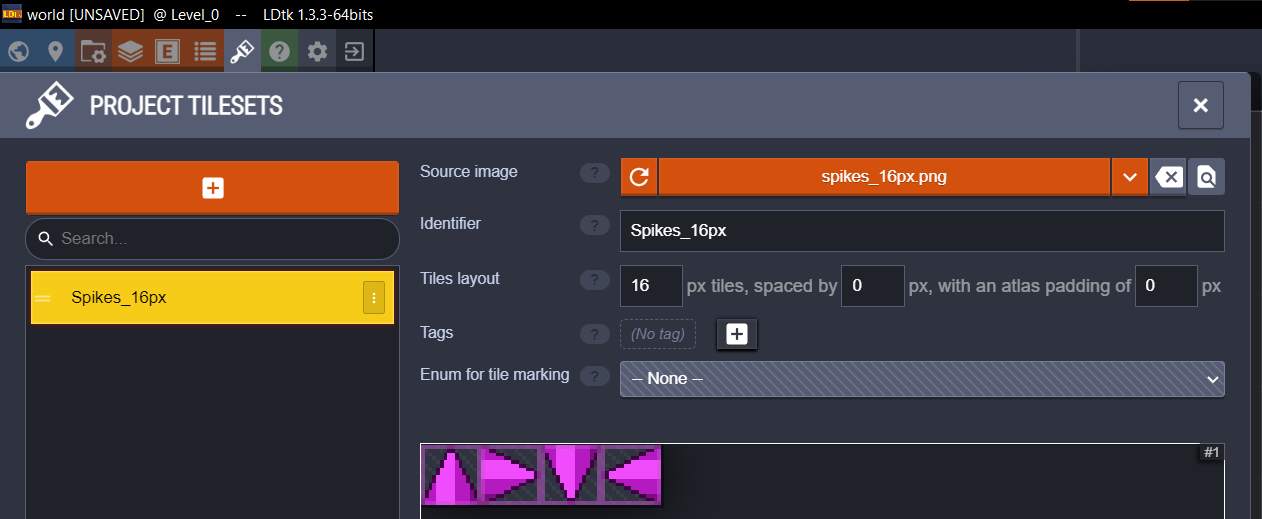 world [UNSAVED] @ Level_0 -- LDtk 1.3.3-64bits
PROJECT TILESETS
Source image ? spikes_16px.png
Search...
Identifier ? Spikes_16px
Spikes_16px
Tiles layout ? 16 px tiles, spaced by 0 px, with an atlas padding of 0 px
Tags ? (No tag)
Enum for tile marking ? -- None --
#1